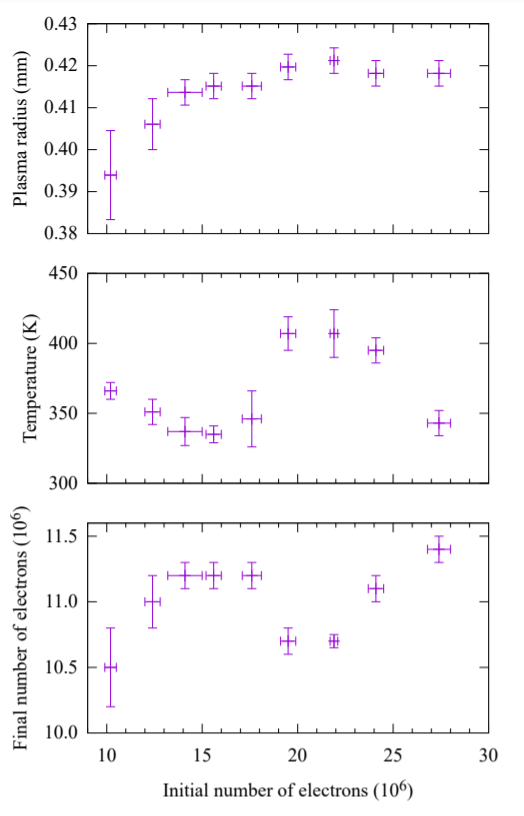 0.43
0.42
0.41
0.40
0.39
0.38
Plasma radius (mm)
450
400
350
300
Temperature (K)
11.5
11.0
10.5
10.0
Final number of electrons (10⁶)
10 15 20 25 30
Initial number of electrons (10⁶)